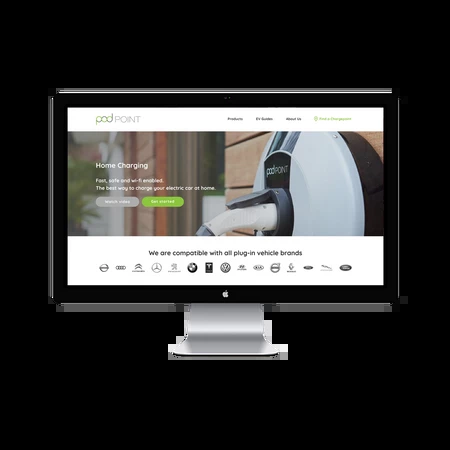 pod POINT
Products
EV Guides
About Us
Find a Chargepoint
Home Charging
pod POINT
Fast, safe and wi-fi enabled.
The best way to charge your electric car at home.
Watch video
Get started
We are compatible with all plug-in vehicle brands